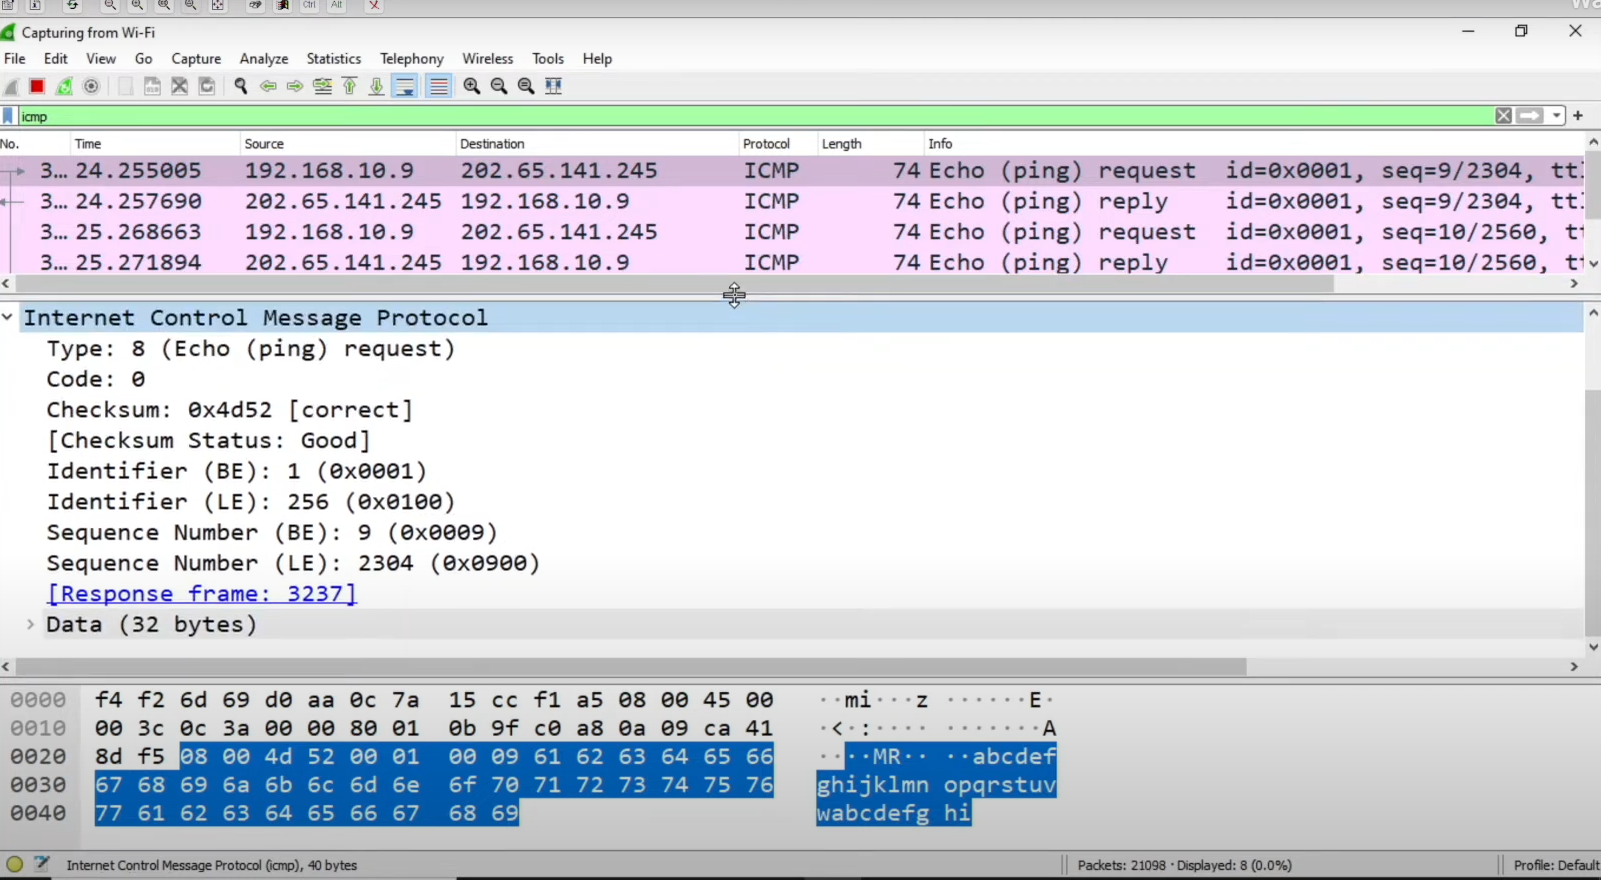 Capturing from Wi-Fi
File Edit View Go Capture Analyze Statistics Telephony Wireless Tools Help
icmp
No. Time Source Destination Protocol Length Info
3… 24.255005 192.168.10.9 202.65.141.245 ICMP 74 Echo (ping) request id=0x0001, seq=9/2304, tt
3… 24.257690 202.65.141.245 192.168.10.9 ICMP 74 Echo (ping) reply id=0x0001, seq=9/2304, tt
3… 25.268663 192.168.10.9 202.65.141.245 ICMP 74 Echo (ping) request id=0x0001, seq=10/2560, t
3… 25.271894 202.65.141.245 192.168.10.9 ICMP 74 Echo (ping) reply id=0x0001, seq=10/2560, t
Internet Control Message Protocol
Type: 8 (Echo (ping) request)
Code: 0
Checksum: 0x4d52 [correct]
[Checksum Status: Good]
Identifier (BE): 1 (0x0001)
Identifier (LE): 256 (0x0100)
Sequence Number (BE): 9 (0x0009)
Sequence Number (LE): 2304 (0x0900)
[Response frame: 3237]
Data (32 bytes)
0000 f4 f2 6d 69 d0 aa 0c 7a 15 cc f1 a5 08 00 45 00 ··mi···z ······E·
0010 00 3c 0c 3a 00 00 80 01 0b 9f c0 a8 0a 09 ca 41 ·<·:···· ·······A
0020 8d f5 08 00 4d 52 00 01 00 09 61 62 63 64 65 66 ····MR·· ··abcdef
0030 67 68 69 6a 6b 6c 6d 6e 6f 70 71 72 73 74 75 76 ghijklmn opqrstuv
0040 77 61 62 63 64 65 66 67 68 69 wabcdefg hi
Internet Control Message Protocol (icmp), 40 bytes Packets: 21098 · Displayed: 8 (0.0%) Profile: Default